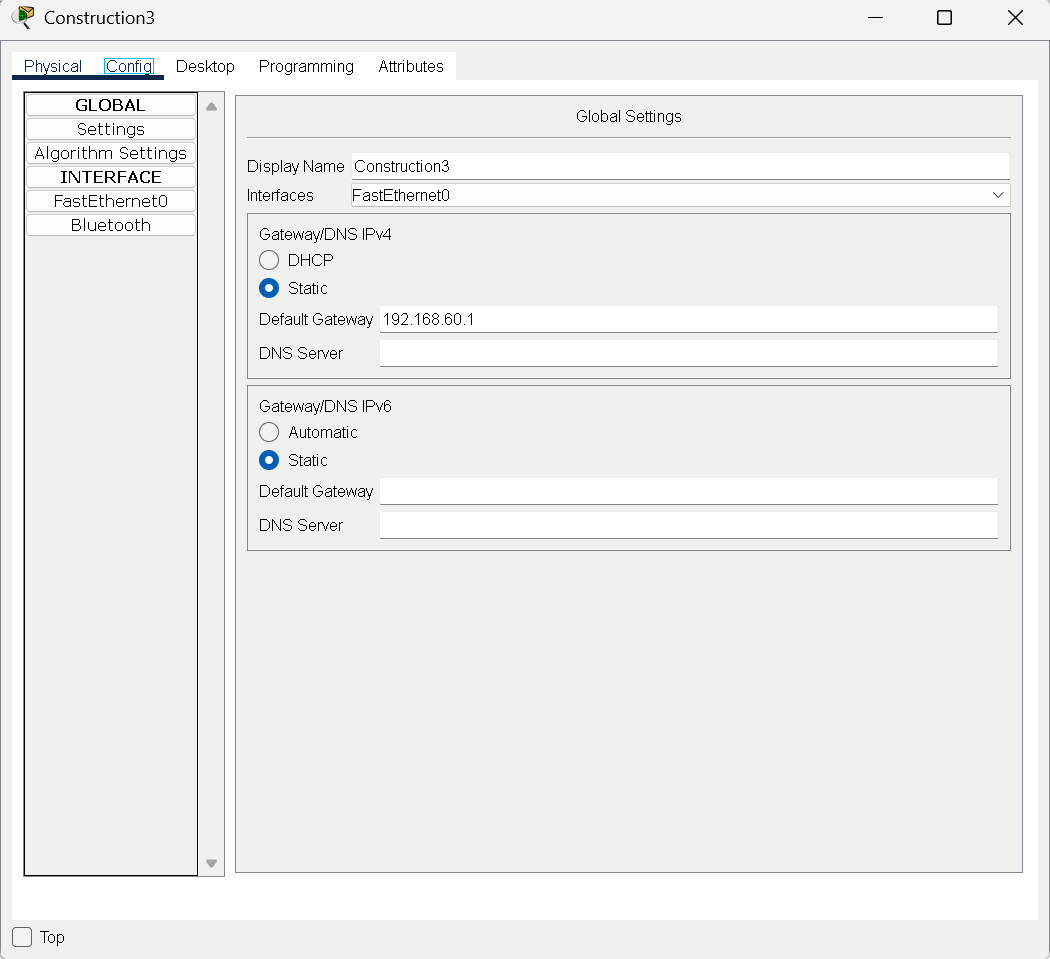 Construction3
Physical Config Desktop Programming Attributes
GLOBAL
Settings
Algorithm Settings
INTERFACE
FastEthernet0
Bluetooth
Global Settings
Display Name Construction3
Interfaces FastEthernet0
Gateway/DNS IPv4
DHCP
Static
Default Gateway 192.168.60.1
DNS Server
Gateway/DNS IPv6
Automatic
Static
Default Gateway
DNS Server
Top